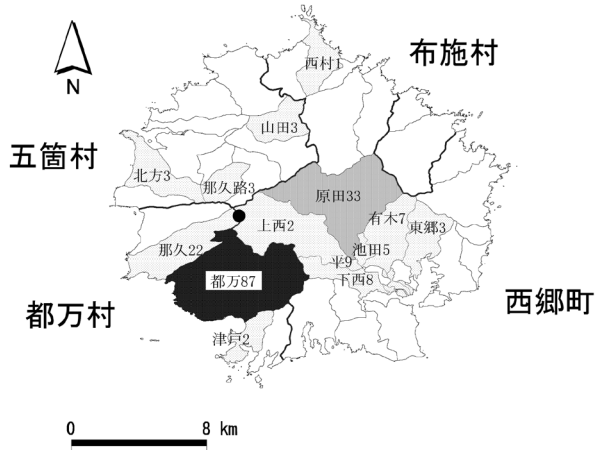 布施村
西村1
N
山田3
五箇村
北方3
那久路3
原田33
上西2
有木7
東郷3
那久22
池田5
平9
都万87
下西8
西郷町
都万村
津戸2
0 8 km